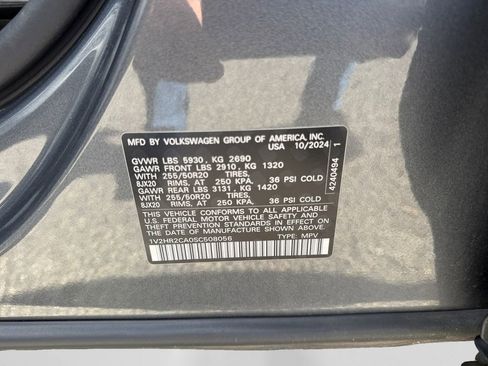 MFD BY VOLKSWAGEN GROUP OF AMERICA, INC.
USA 10/2024
GVWR LBS 5930, KG 2690
GAWR FRONT LBS 2910, KG 1320
WITH 255/50R20 TIRES,
8JX20 RIMS, AT 250 KPA, 36 PSI COLD
GAWR REAR LBS 3131, KG 1420
WITH 255/50R20 TIRES,
8JX20 RIMS, AT 250 KPA, 36 PSI COLD
THIS VEHICLE CONFORMS TO ALL APPLICABLE
U.S. FEDERAL MOTOR VEHICLE SAFETY
AND THEFT PREVENTION STANDARDS IN EFFECT ON
THE DATE OF MANUFACTURE SHOWN ABOVE.
1V2HR2CA0SC508056 TYPE: MPV
4240494 1